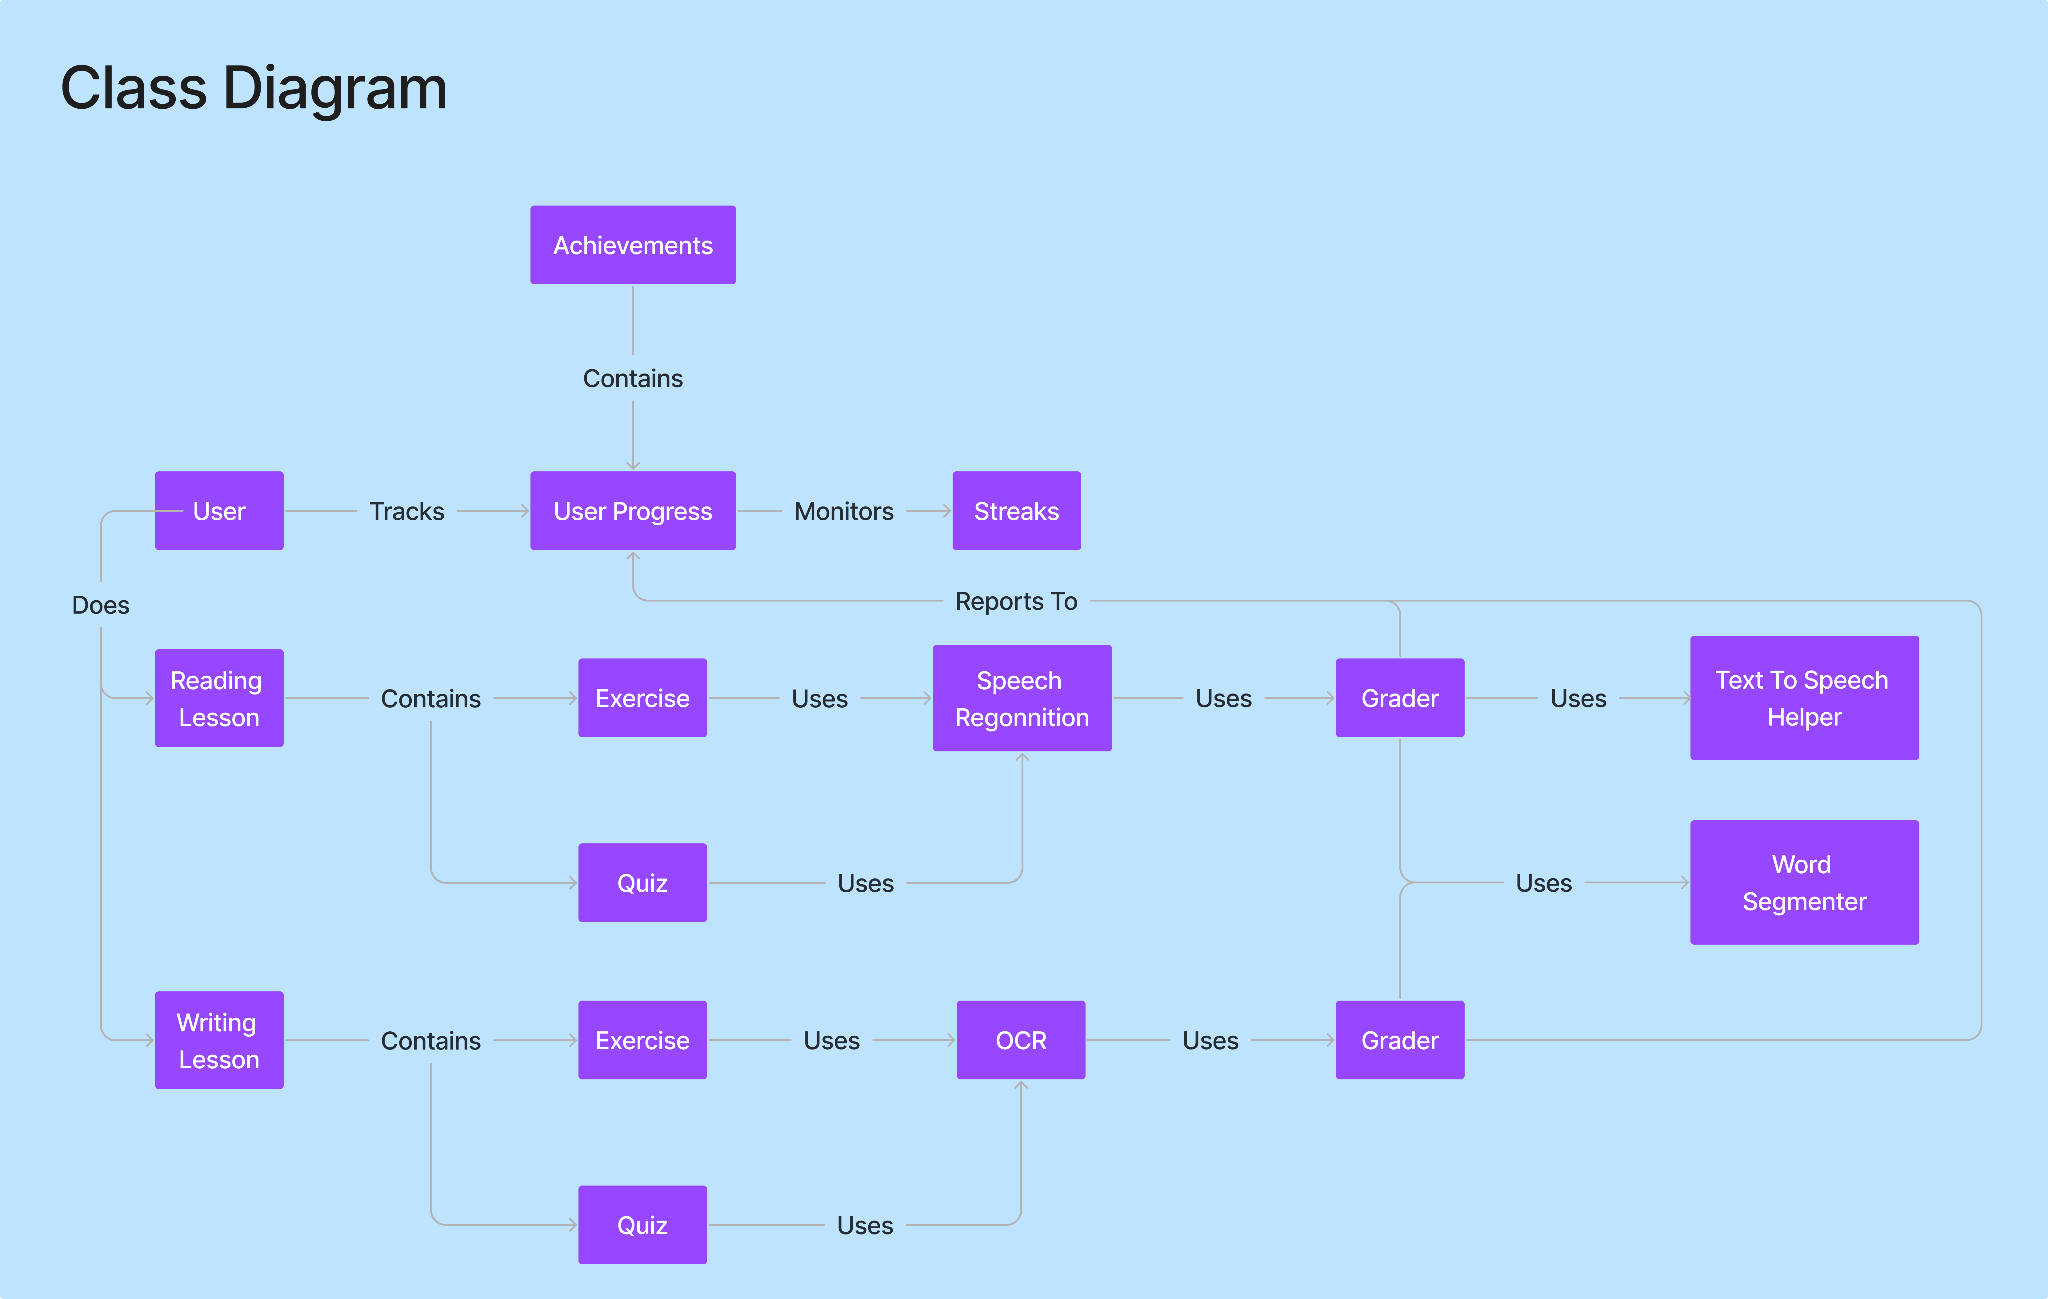 Class Diagram
Achievements
Contains
User
Tracks
User Progress
Monitors
Streaks
Does
Reports To
Reading
Lesson
Contains
Exercise
Uses
Speech
Regonnition
Uses
Grader
Uses
Text To Speech
Helper
Quiz
Uses
Uses
Word
Segmenter
Writing
Lesson
Contains
Exercise
Uses
OCR
Uses
Grader
Quiz
Uses